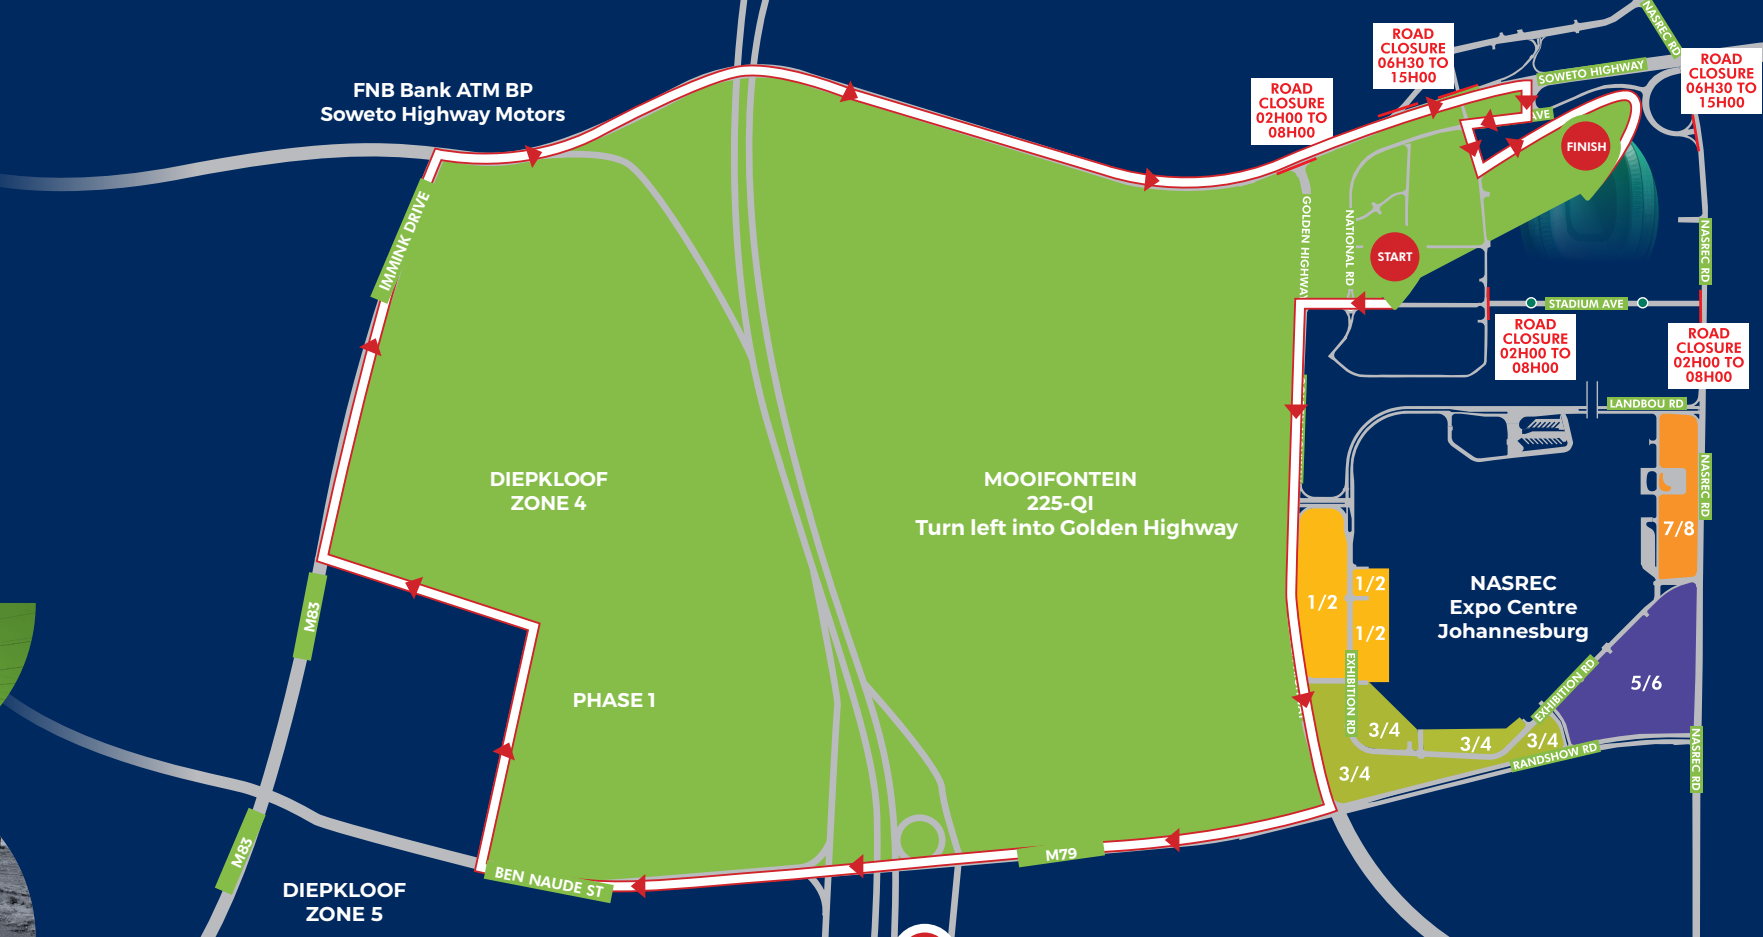 FNB Bank ATM BP
Soweto Highway Motors
ROAD
CLOSURE
02H00 TO
08H00
ROAD
CLOSURE
06H30 TO
15H00
NASREC RD
SOWETO HIGHWAY
ROAD
CLOSURE
06H30 TO
15H00
AVE
FINISH
IMMINK DRIVE
GOLDEN HIGHWAY
NATIONAL RD
START
NASREC RD
STADIUM AVE
ROAD
CLOSURE
02H00 TO
08H00
ROAD
CLOSURE
02H00 TO
08H00
LANDBOU RD
NASREC RD
DIEPKLOOF
ZONE 4
MOOIFONTEIN
225-QI
Turn left into Golden Highway
7/8
1/2
1/2
1/2
NASREC
Expo Centre
Johannesburg
M83
PHASE 1
EXHIBITION RD
EXHIBITION RD
5/6
3/4
3/4
3/4
3/4
RANDSHOW RD
NASREC RD
M83
M79
BEN NAUDE ST
DIEPKLOOF
ZONE 5